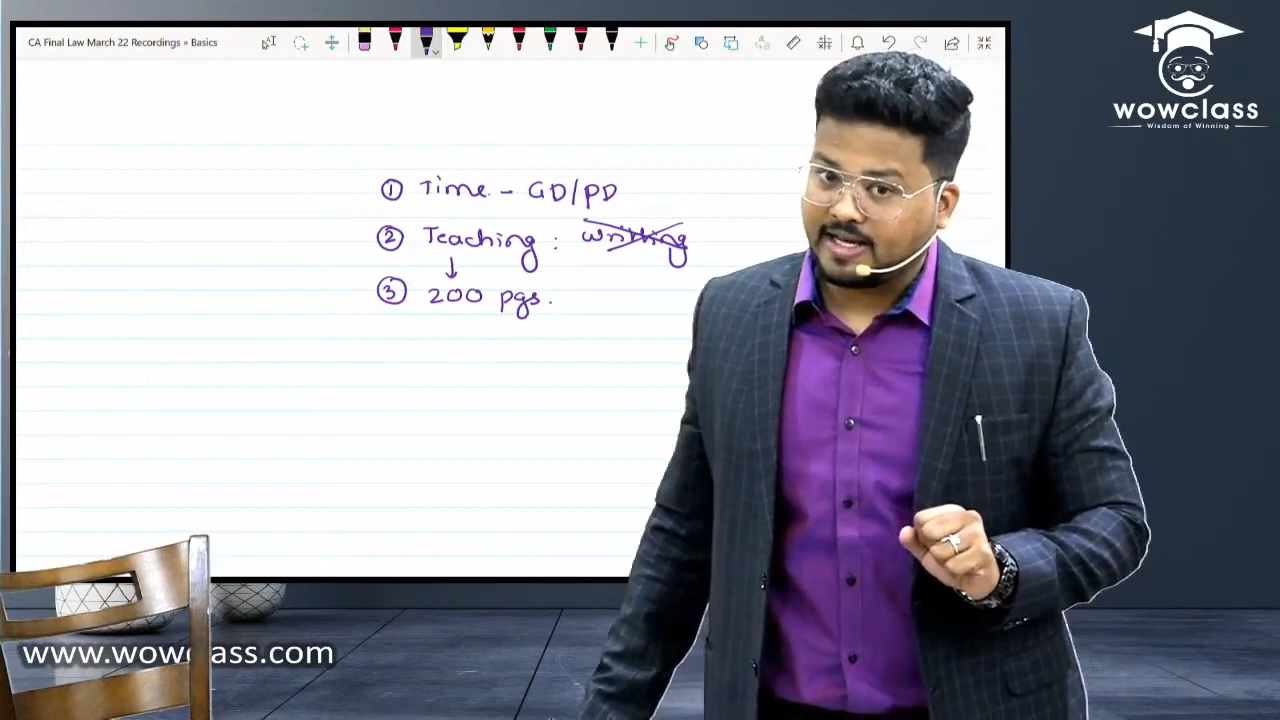 CA Final Law March 22 Recordings » Basics
wowclass
Wisdom of Winning
① Time - GD/PD
② Teaching : Writing
↓
③ 200 pgs.
www.wowclass.com